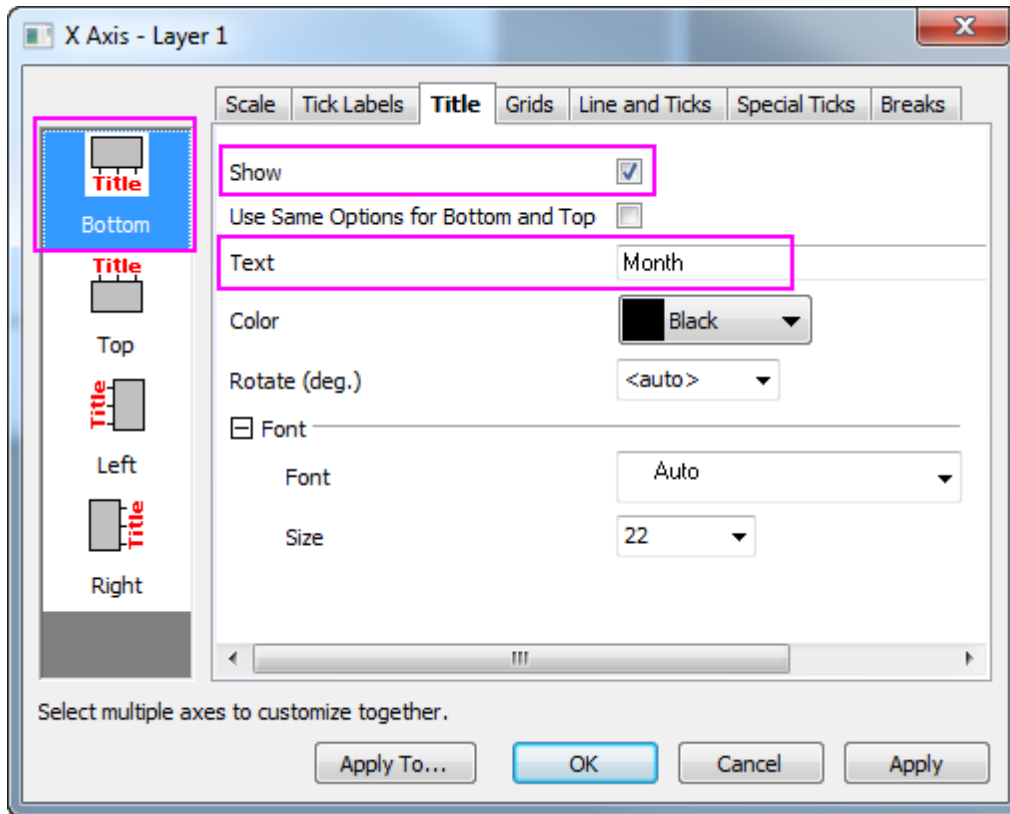 X Axis - Layer 1
X
Scale Tick Labels Title Grids Line and Ticks Special Ticks Breaks
Title
Bottom
Title
Top
Title
Left
Title
Right
Show
Use Same Options for Bottom and Top
Text Month
Color Black
Rotate (deg.) <auto>
Font
Font Auto
Size 22
Select multiple axes to customize together.
Apply To... OK Cancel Apply